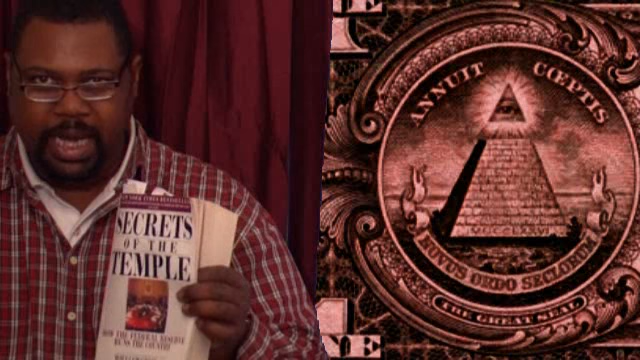 SECRETS
OF THE
TEMPLE
HOW THE FEDERAL RESERVE
RUNS THE COUNTRY
ANNUIT CŒPTIS
MDCCLXXVI
NOVUS ORDO SECLORUM
THE GREAT SEAL